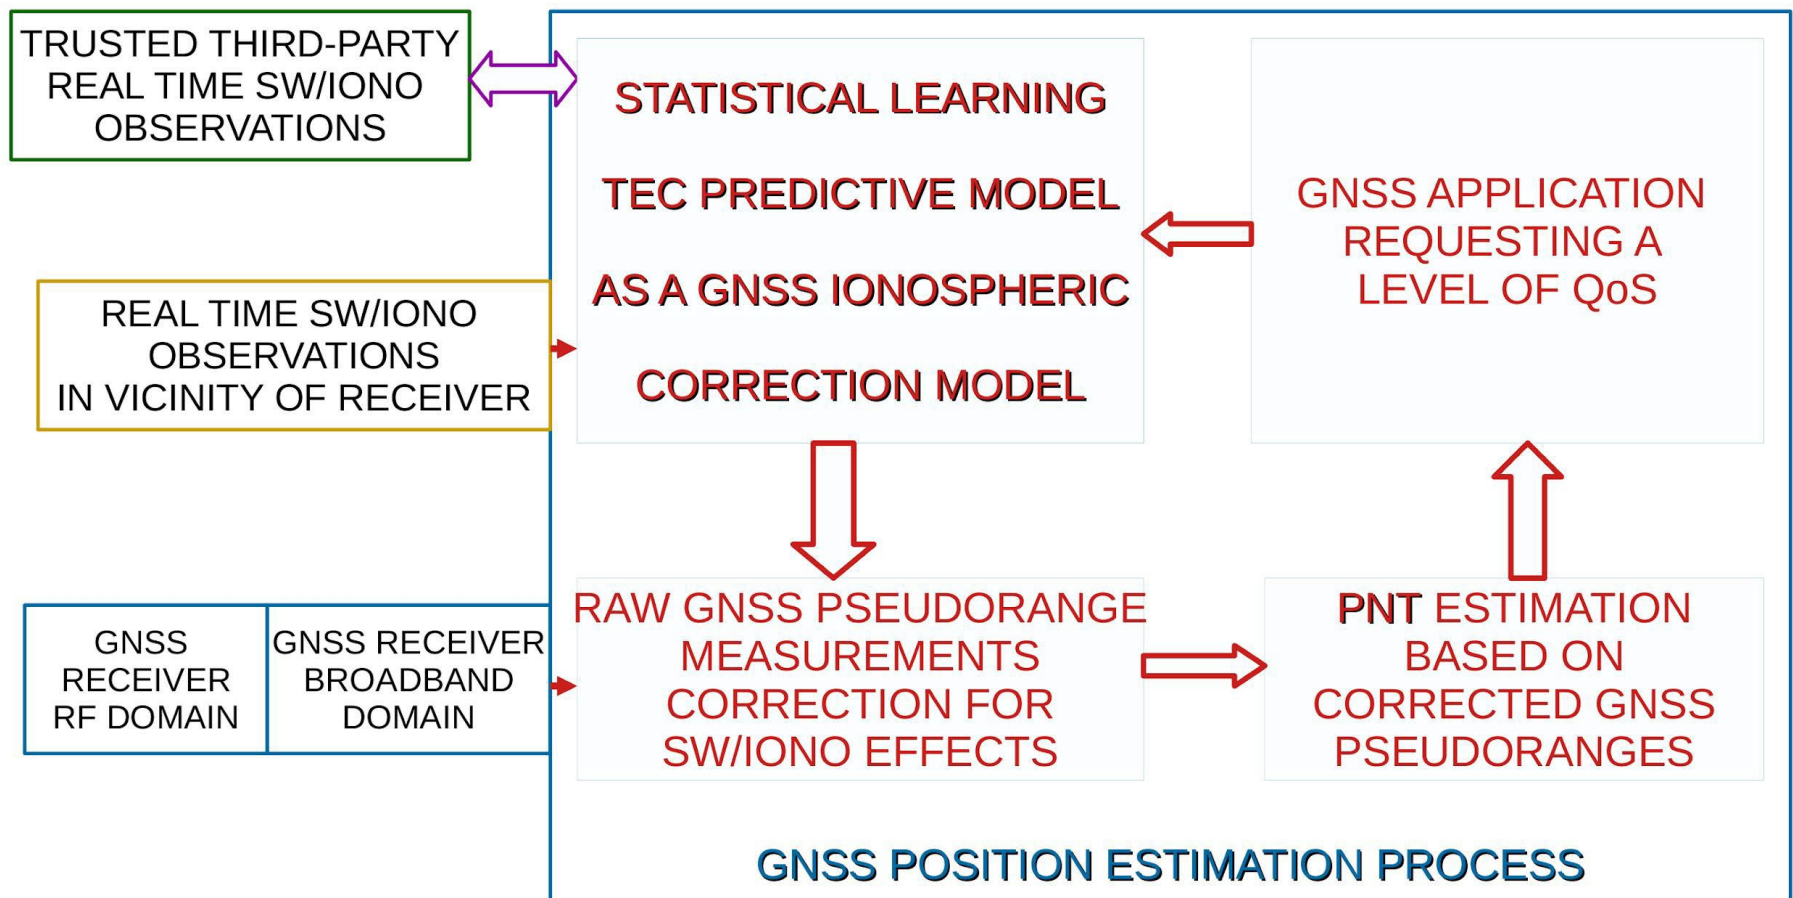 TRUSTED THIRD-PARTY
REAL TIME SW/IONO
OBSERVATIONS
STATISTICAL LEARNING
TEC PREDICTIVE MODEL
AS A GNSS IONOSPHERIC
CORRECTION MODEL
GNSS APPLICATION
REQUESTING A
LEVEL OF QoS
REAL TIME SW/IONO
OBSERVATIONS
IN VICINITY OF RECEIVER
GNSS
RECEIVER
RF DOMAIN
GNSS RECEIVER
BROADBAND
DOMAIN
RAW GNSS PSEUDORANGE
MEASUREMENTS
CORRECTION FOR
SW/IONO EFFECTS
PNT ESTIMATION
BASED ON
CORRECTED GNSS
PSEUDORANGES
GNSS POSITION ESTIMATION PROCESS